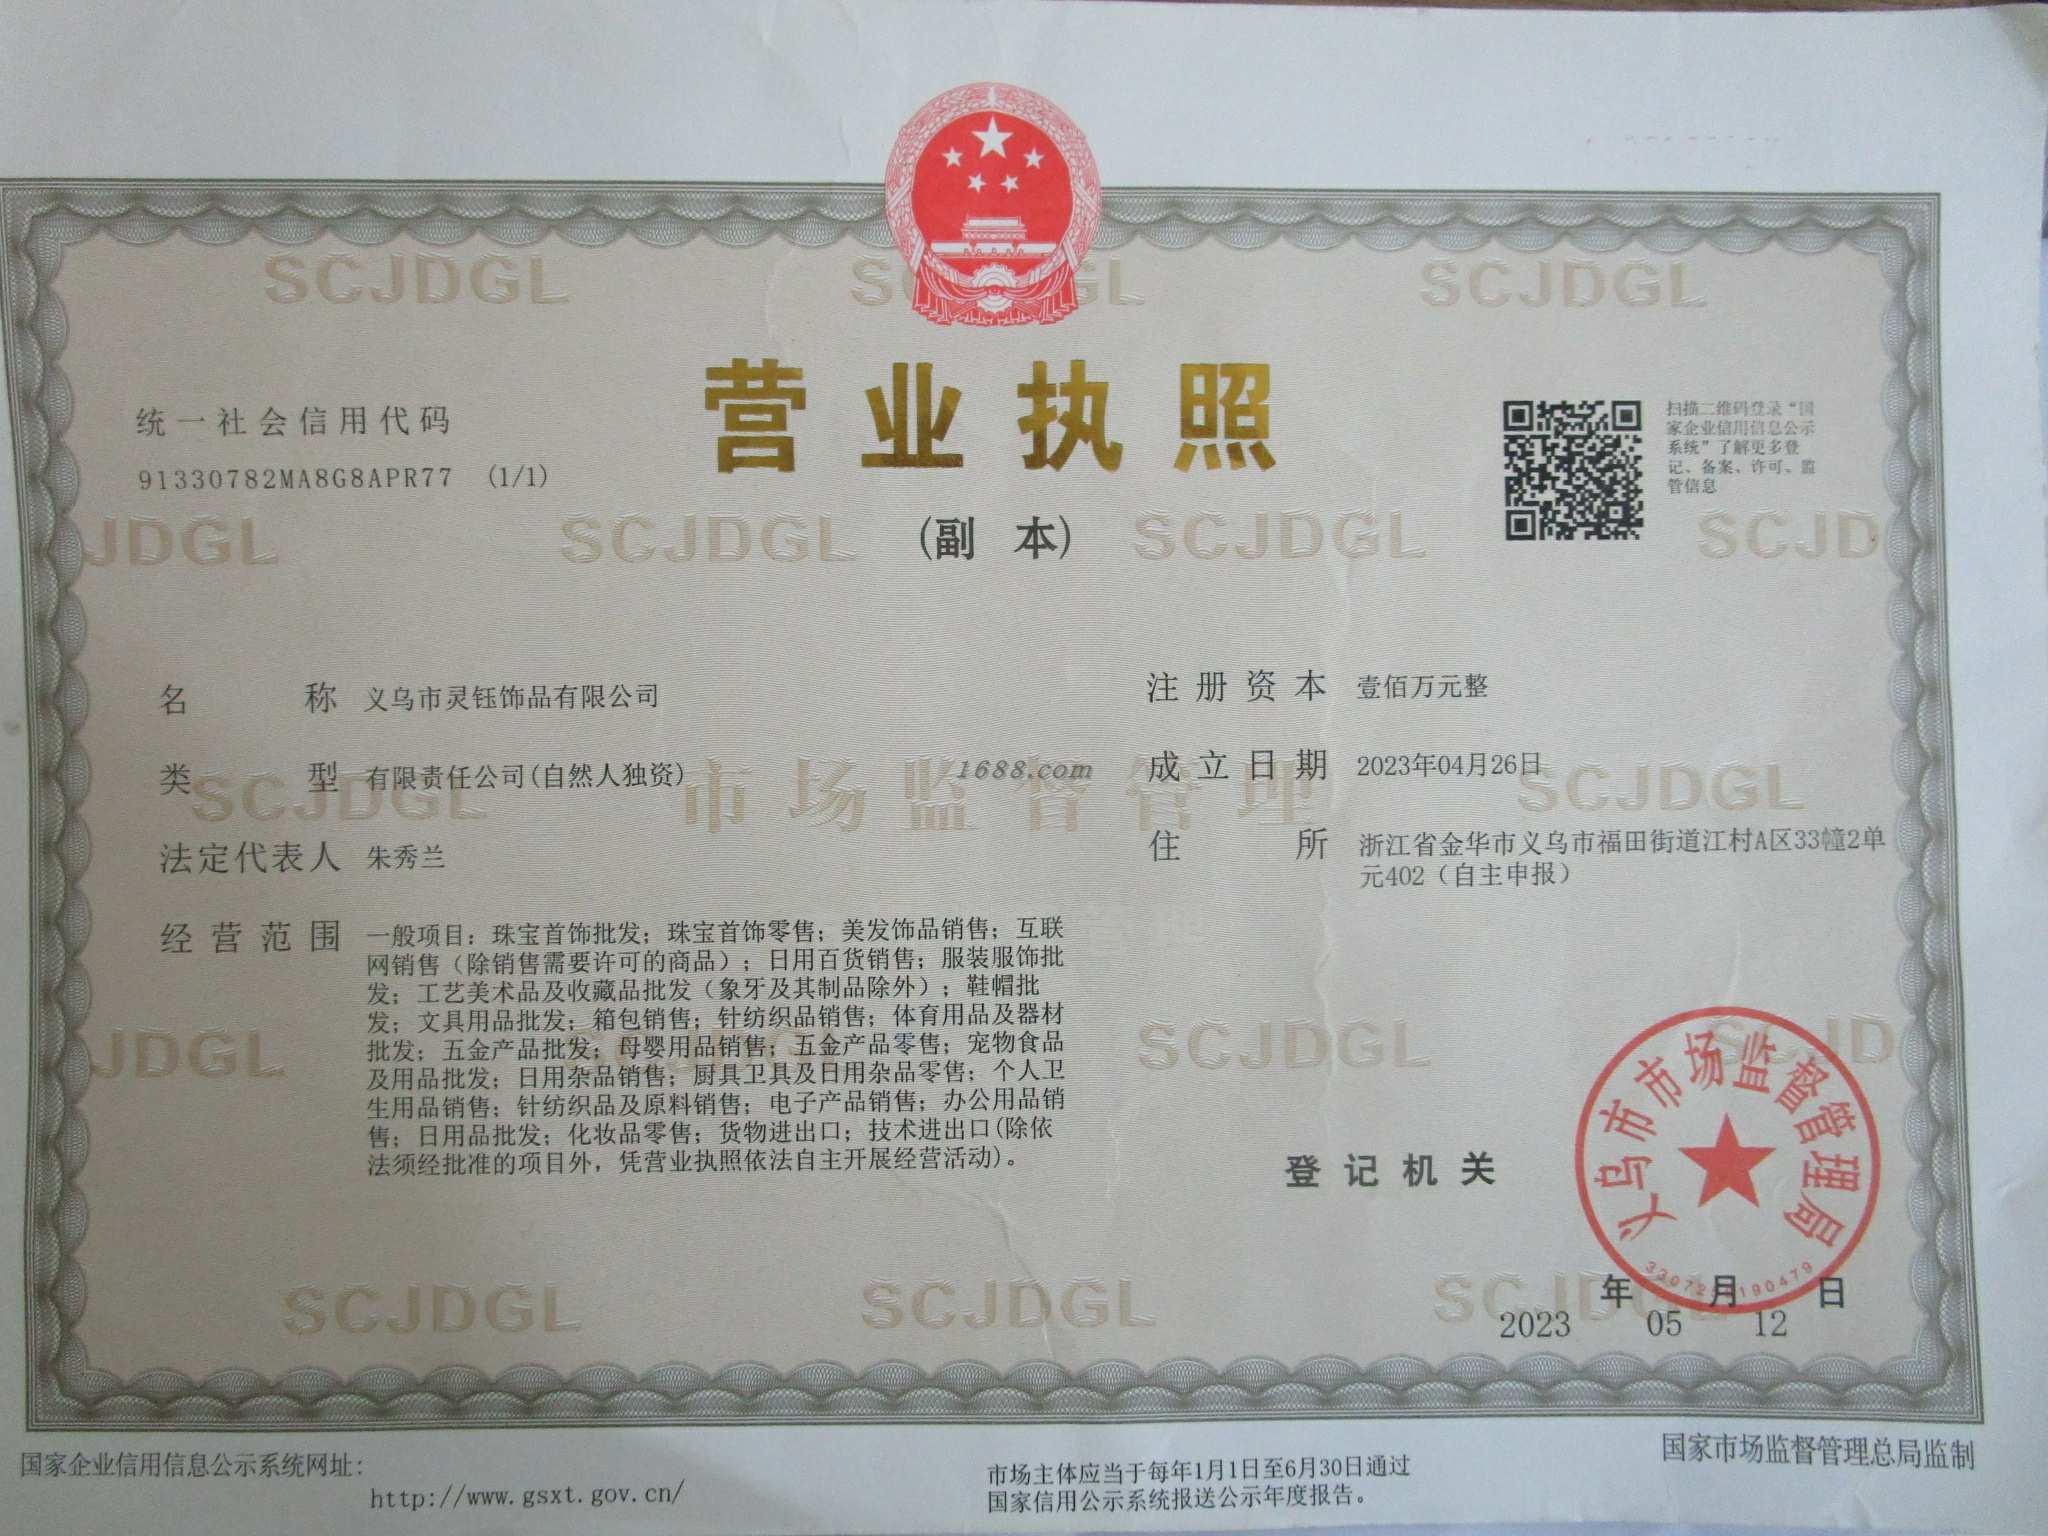 SCJDGL
SCJDGL
营业执照
(副 本)
统一社会信用代码
91330782MA8G8APR77 (1/1)
扫描二维码登录“国
家企业信用信息公示
系统”了解更多登
记、备案、许可、监
管信息
JDGL
SCJDGL
SCJDGL
SCJD
名 称 义乌市灵钰饰品有限公司
类 型 有限责任公司(自然人独资)
法定代表人 朱秀兰
经营范围 一般项目：珠宝首饰批发；珠宝首饰零售；美发饰品销售；互联
网销售（除销售需要许可的商品）；日用百货销售；服装服饰批
发；工艺美术品及收藏品批发（象牙及其制品除外）；鞋帽批
发；文具用品批发；箱包销售；针纺织品销售；体育用品及器材
批发；五金产品批发；母婴用品销售；五金产品零售；宠物食品
及用品批发；日用杂品销售；厨具卫具及日用杂品零售；个人卫
生用品销售；针纺织品及原料销售；电子产品销售；办公用品销
售；日用品批发；化妆品零售；货物进出口；技术进出口(除依
法须经批准的项目外，凭营业执照依法自主开展经营活动)。
注册资本 壹佰万元整
成立日期 2023年04月26日
住 所 浙江省金华市义乌市福田街道江村A区33幢2单
元402（自主申报）
SCJDGL
市场监督管理
1688.com
SCJDGL
JDGL
SCJDGL
登记机关
义乌市市场监督管理局
年 月 日
2023 05 12
SCJDGL
SCJDGL
国家企业信用信息公示系统网址：
http://www.gsxt.gov.cn/
市场主体应当于每年1月1日至6月30日通过
国家信用公示系统报送公示年度报告。
国家市场监督管理总局监制